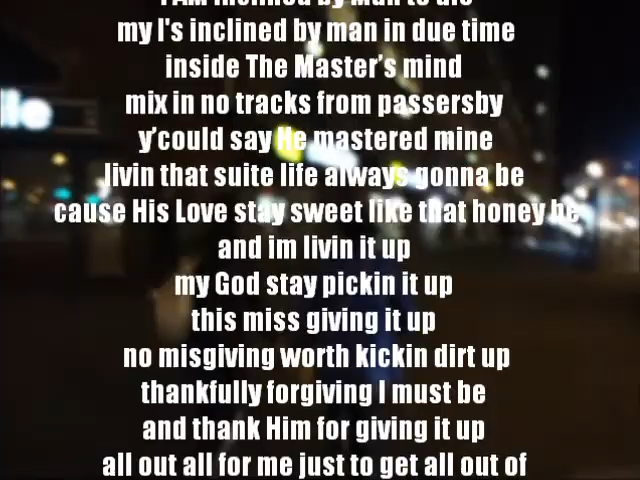 I AM inclined by Man to die
my I's inclined by man in due time
inside The Master's mind
mix in no tracks from passersby
y'could say He mastered mine
livin that suite life always gonna be
cause His Love stay sweet like that honey be
and im livin it up
my God stay pickin it up
this miss giving it up
no misgiving worth kickin dirt up
thankfully forgiving I must be
and thank Him for giving it up
all out all for me just to get all out of